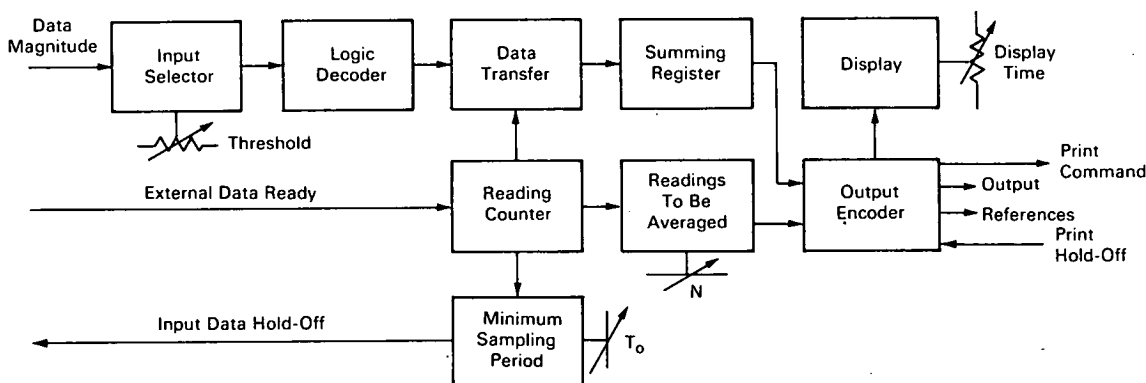 Data
Magnitude
Input
Selector
Logic
Decoder
Data
Transfer
Summing
Register
Display
Display
Time
Threshold
External Data Ready
Reading
Counter
Readings
To Be
Averaged
N
Output
Encoder
Print
Command
Output
References
Print
Hold-Off
Input Data Hold-Off
Minimum
Sampling
Period
To